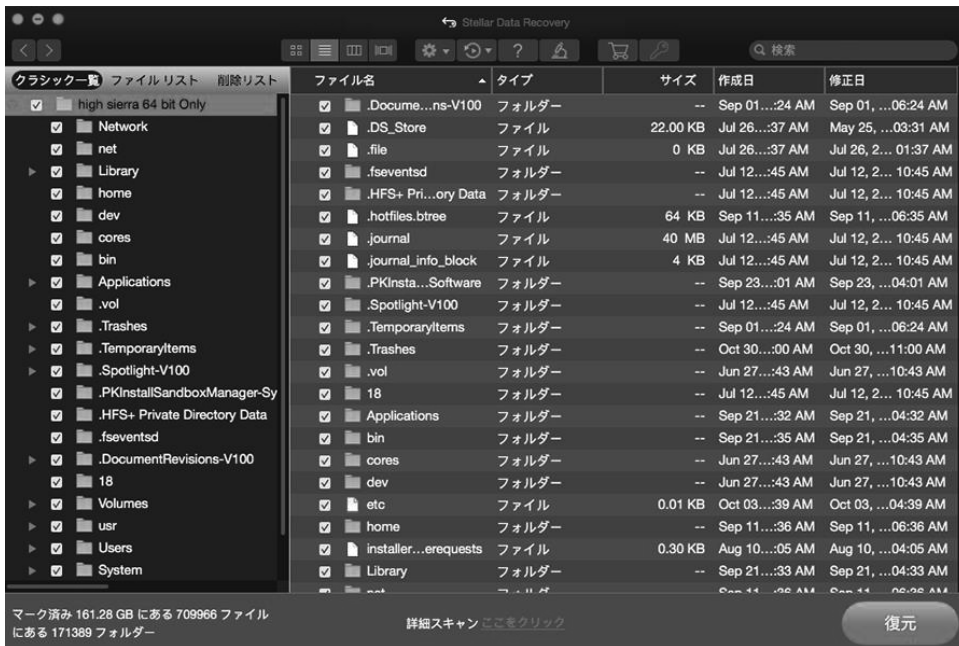 Stellar Data Recovery
検索
クラシック一覧 ファイル リスト 削除リスト
high sierra 64 bit Only
Network
net
Library
home
dev
cores
bin
Applications
.vol
.Trashes
.TemporaryItems
.Spotlight-V100
.PKInstallSandboxManager-Sy
.HFS+ Private Directory Data
.fseventsd
.DocumentRevisions-V100
18
Volumes
usr
Users
System
ファイル名 タイプ サイズ 作成日 修正日
.Docume...ns-V100 フォルダー -- Sep 01...:24 AM Sep 01, ...06:24 AM
.DS_Store ファイル 22.00 KB Jul 26...:37 AM May 25, ...03:31 AM
.file ファイル 0 KB Jul 26...:37 AM Jul 26, 2... 01:37 AM
.fseventsd フォルダー -- Jul 12...:45 AM Jul 12, 2... 10:45 AM
.HFS+ Pri...ory Data フォルダー -- Jul 12...:45 AM Jul 12, 2... 10:45 AM
.hotfiles.btree ファイル 64 KB Sep 11...:35 AM Sep 11, ...06:35 AM
.journal ファイル 40 MB Jul 12...:45 AM Jul 12, 2... 10:45 AM
.journal_info_block ファイル 4 KB Jul 12...:45 AM Jul 12, 2... 10:45 AM
.PKInsta...Software フォルダー -- Sep 23...:01 AM Sep 23, ...04:01 AM
.Spotlight-V100 フォルダー -- Jul 12...:45 AM Jul 12, 2... 10:45 AM
.TemporaryItems フォルダー -- Sep 01...:24 AM Sep 01, ...06:24 AM
.Trashes フォルダー -- Oct 30...:00 AM Oct 30, ...11:00 AM
.vol フォルダー -- Jun 27...:43 AM Jun 27, ...10:43 AM
18 フォルダー -- Jul 12...:45 AM Jul 12, 2... 10:45 AM
Applications フォルダー -- Sep 21...:32 AM Sep 21, ...04:32 AM
bin フォルダー -- Sep 21...:35 AM Sep 21, ...04:35 AM
cores フォルダー -- Jun 27...:43 AM Jun 27, ...10:43 AM
dev フォルダー -- Jun 27...:43 AM Jun 27, ...10:43 AM
etc ファイル 0.01 KB Oct 03...:39 AM Oct 03, ...04:39 AM
home フォルダー -- Sep 11...:36 AM Sep 11, ...06:36 AM
installer...erequests ファイル 0.30 KB Aug 10...:05 AM Aug 10, ...04:05 AM
Library フォルダー -- Sep 21...:33 AM Sep 21, ...04:33 AM
マーク済み 161.28 GB にある 709966 ファイル
にある 171389 フォルダー
詳細スキャン ここをクリック
復元